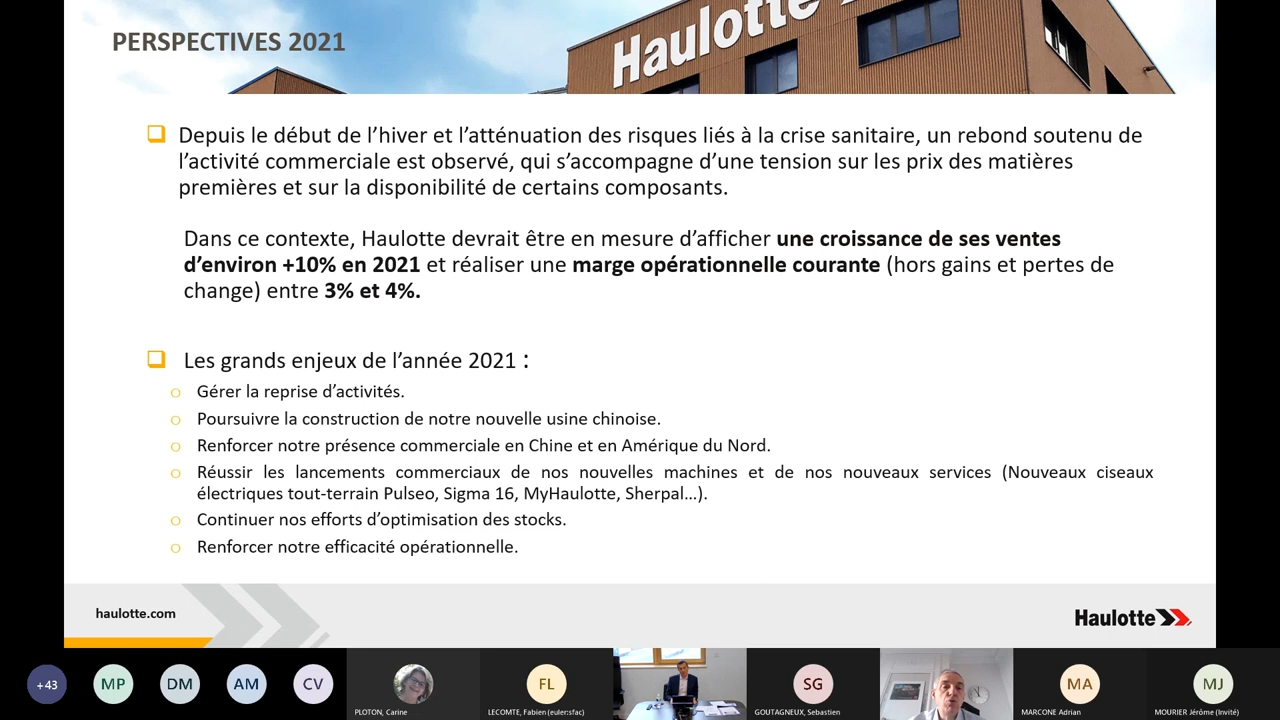 Haulotte
PERSPECTIVES 2021
Depuis le début de l’hiver et l’atténuation des risques liés à la crise sanitaire, un rebond soutenu de
l’activité commerciale est observé, qui s’accompagne d’une tension sur les prix des matières
premières et sur la disponibilité de certains composants.
Dans ce contexte, Haulotte devrait être en mesure d’afficher une croissance de ses ventes
d’environ +10% en 2021 et réaliser une marge opérationnelle courante (hors gains et pertes de
change) entre 3% et 4%.
Les grands enjeux de l’année 2021 :
Gérer la reprise d’activités.
Poursuivre la construction de notre nouvelle usine chinoise.
Renforcer notre présence commerciale en Chine et en Amérique du Nord.
Réussir les lancements commerciaux de nos nouvelles machines et de nos nouveaux services (Nouveaux ciseaux
électriques tout-terrain Pulseo, Sigma 16, MyHaulotte, Sherpal…).
Continuer nos efforts d’optimisation des stocks.
Renforcer notre efficacité opérationnelle.
haulotte.com
Haulotte
+43 MP DM AM CV FL SG MA MJ
PLOTON, Carine LECOMTE, Fabien (euler:sfac) GOUTAGNEUX, Sebastien MARCONE Adrian MOURIER Jérôme (Invité)